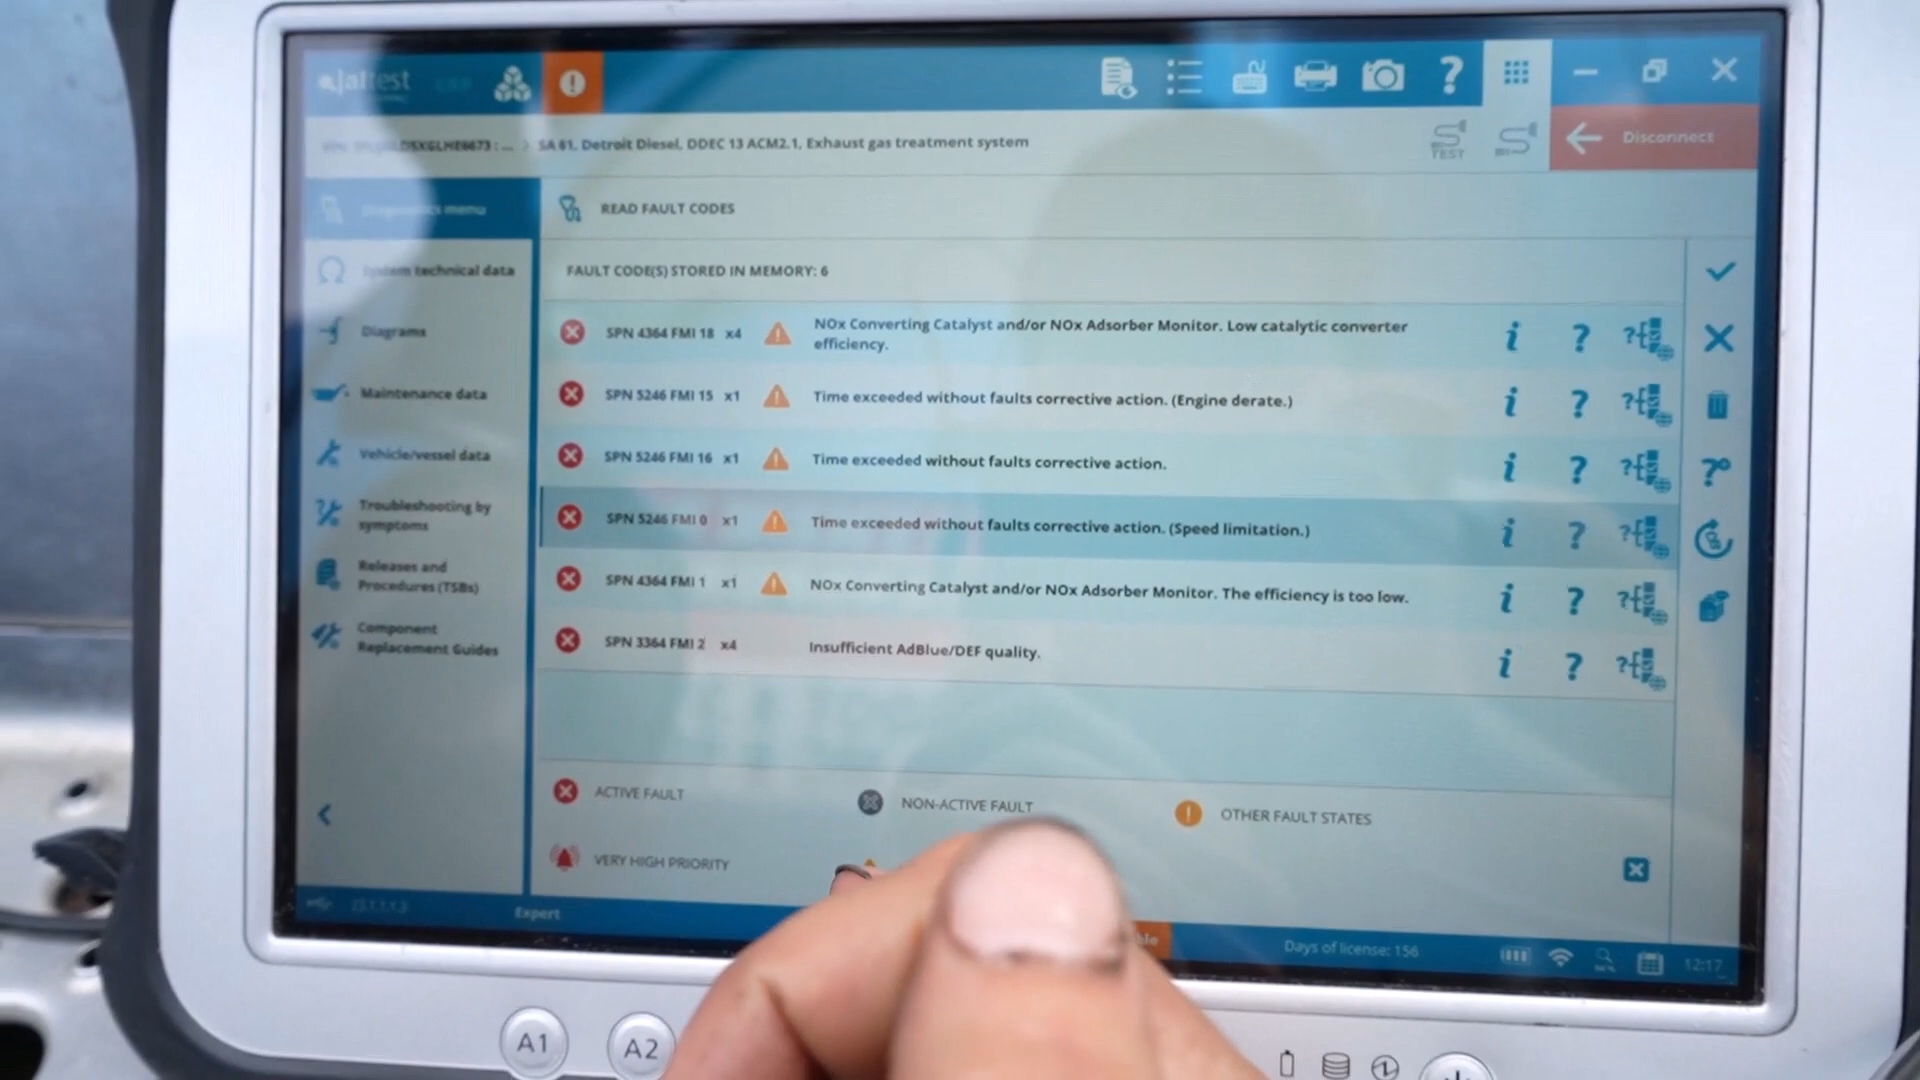 jaltest
SA 61, Detroit Diesel, DDEC 13 ACM2.1, Exhaust gas treatment system
TEST
Disconnect
Diagnostics menu
READ FAULT CODES
System technical data
FAULT CODE(S) STORED IN MEMORY: 6
Diagrams
SPN 4364 FMI 18 x4 NOx Converting Catalyst and/or NOx Adsorber Monitor. Low catalytic converter
efficiency.
Maintenance data
SPN 5246 FMI 15 x1 Time exceeded without faults corrective action. (Engine derate.)
Vehicle/vessel data
SPN 5246 FMI 16 x1 Time exceeded without faults corrective action.
Troubleshooting by
symptoms
SPN 5246 FMI 0 x1 Time exceeded without faults corrective action. (Speed limitation.)
Releases and
Procedures (TSBs)
SPN 4364 FMI 1 x1 NOx Converting Catalyst and/or NOx Adsorber Monitor. The efficiency is too low.
Component
Replacement Guides
SPN 3364 FMI 2 x4 Insufficient AdBlue/DEF quality.
ACTIVE FAULT
NON-ACTIVE FAULT
OTHER FAULT STATES
VERY HIGH PRIORITY
Expert
Days of license: 156
12:17
A1
A2